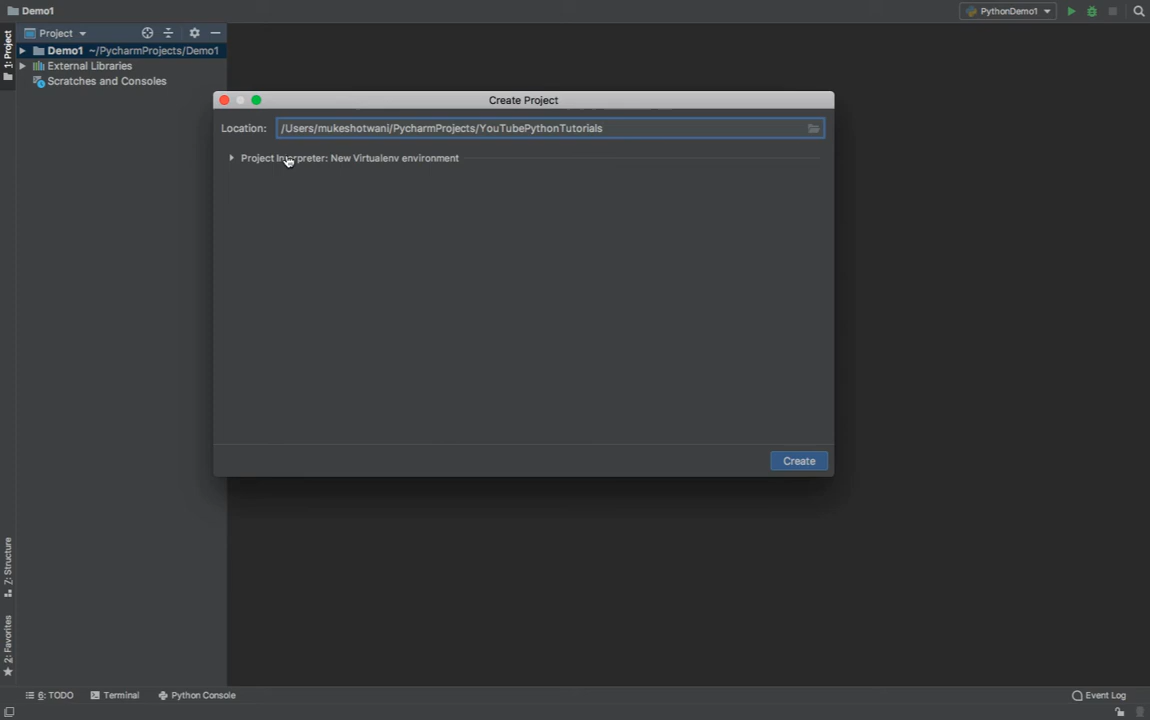 Demo1
PythonDemo1
1: Project
Project
Demo1 ~/PycharmProjects/Demo1
External Libraries
Scratches and Consoles
Create Project
Location: /Users/mukeshotwani/PycharmProjects/YouTubePythonTutorials
Project Interpreter: New Virtualenv environment
Create
7: Structure
2: Favorites
6: TODO
Terminal
Python Console
Event Log